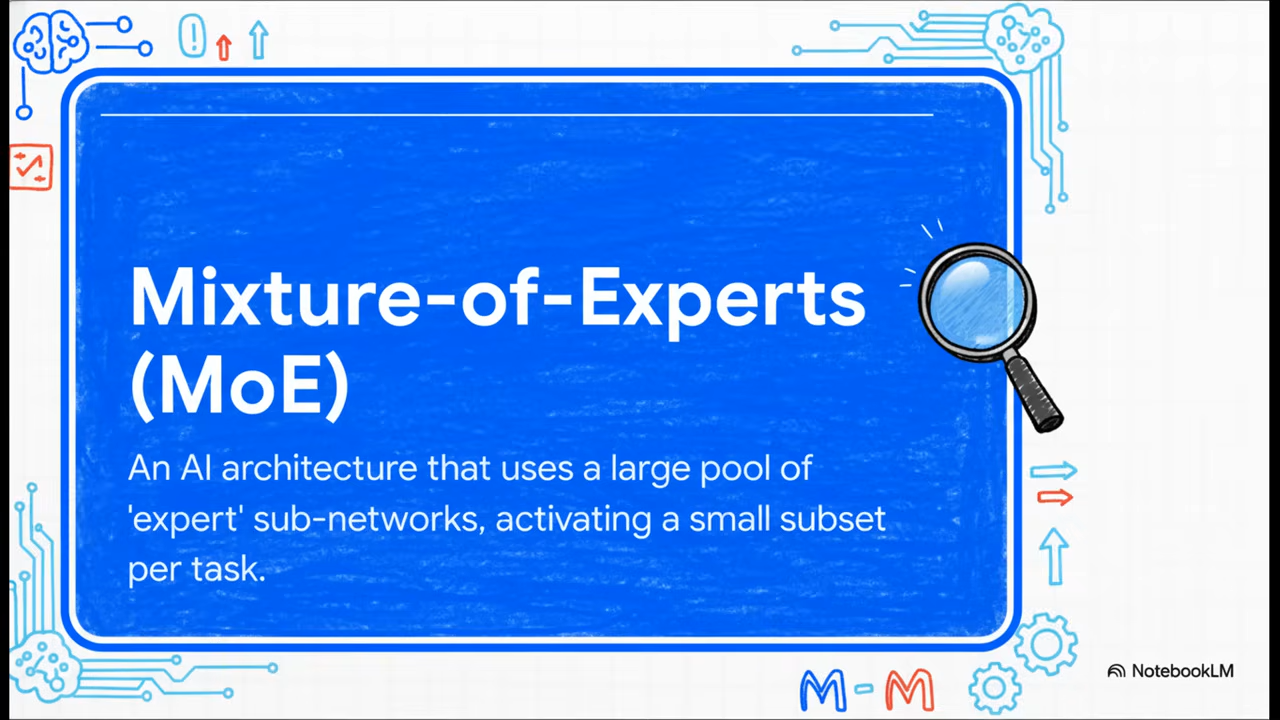 Mixture-of-Experts
(MoE)
An AI architecture that uses a large pool of
'expert' sub-networks, activating a small subset
per task.
M-M
NotebookLM